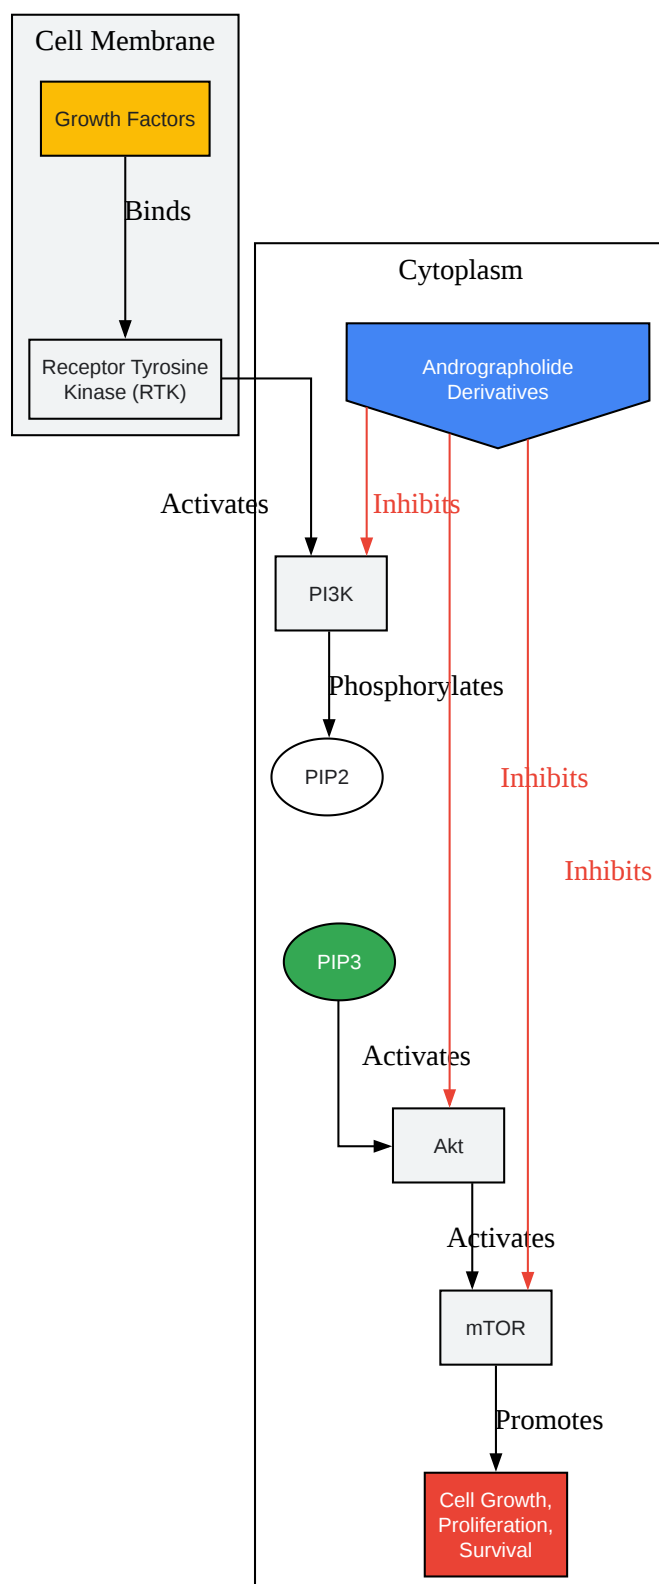 Cell Membrane
Growth Factors
Binds
Cytoplasm
Receptor Tyrosine
Kinase (RTK)
Andrographolide
Derivatives
Activates
Inhibits
PI3K
Phosphorylates
PIP2
Inhibits
Inhibits
PIP3
Activates
Akt
Activates
mTOR
Promotes
Cell Growth,
Proliferation,
Survival